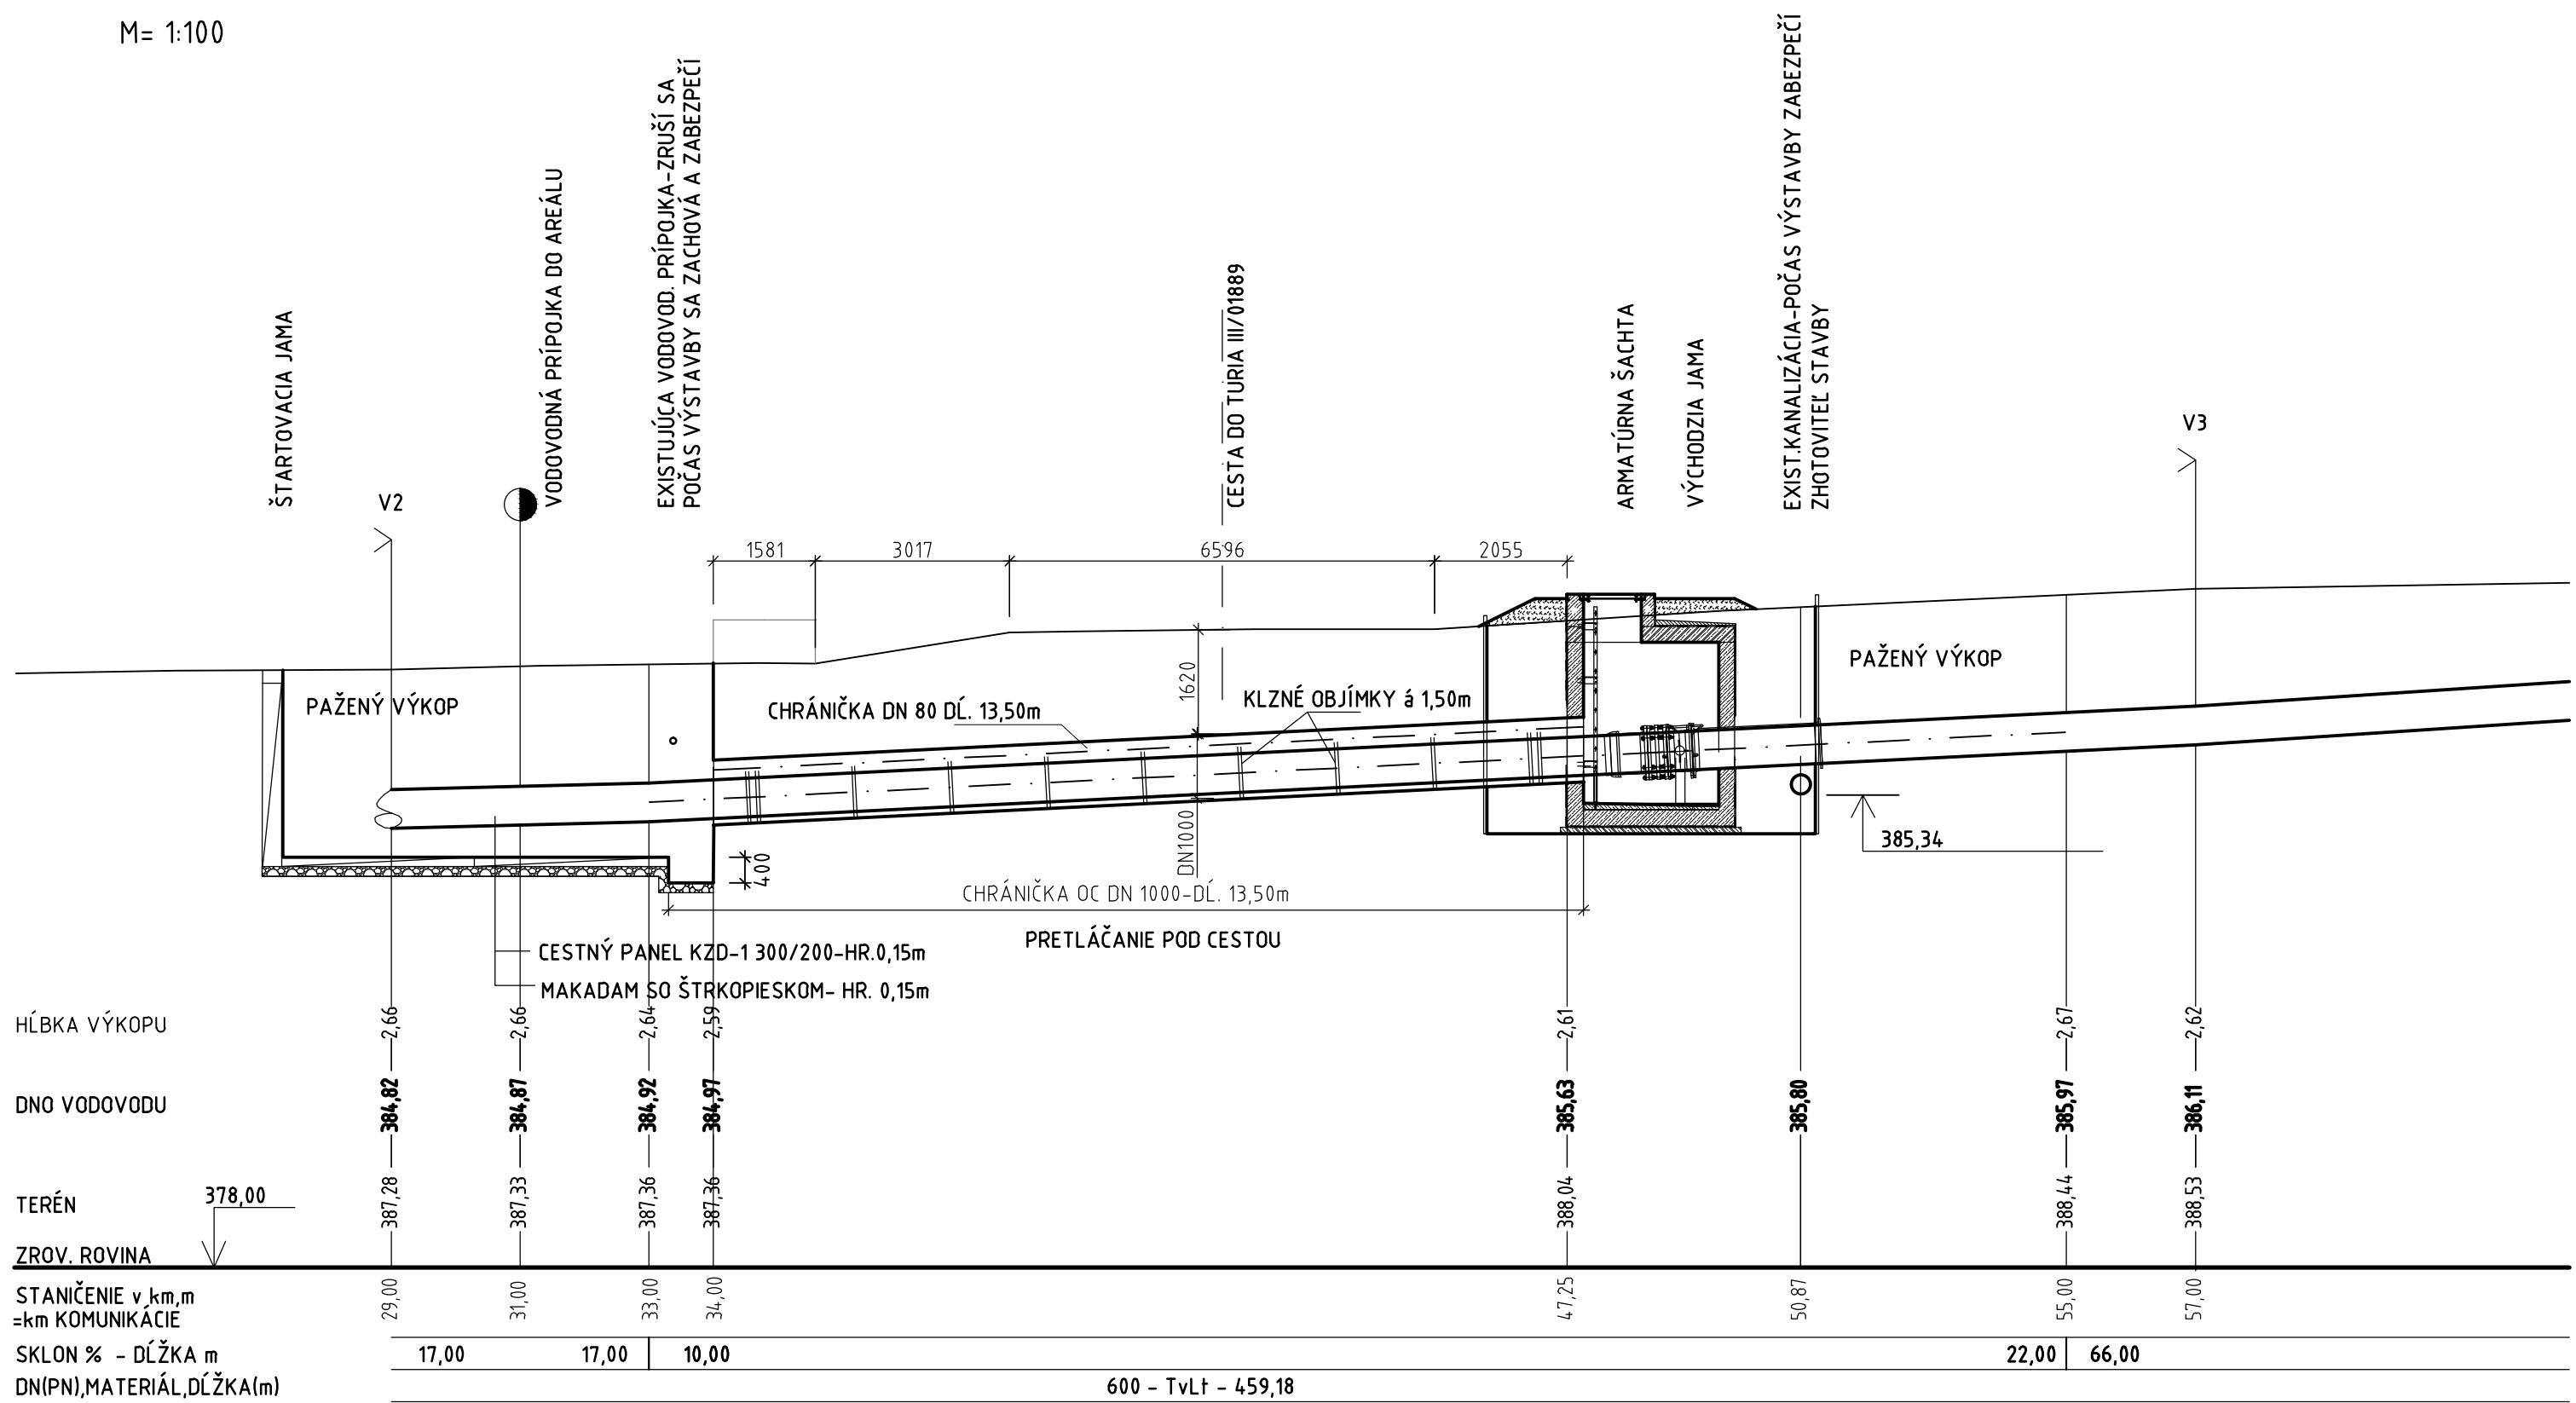 M= 1:100
ŠTARTOVACIA JAMA
V2
VODOVODNÁ PRÍPOJKA DO AREÁLU
EXISTUJÚCA VODOVOD. PRÍPOJKA-ZRUŠÍ SA
POČAS VÝSTAVBY SA ZACHOVÁ A ZABEZPEČÍ
CESTA DO TURIA III/01889
ARMATÚRNA ŠACHTA
VÝCHODZIA JAMA
EXIST.KANALIZÁCIA-POČAS VÝSTAVBY ZABEZPEČÍ
ZHOTOVITEĽ STAVBY
V3
1581
3017
6596
2055
PAŽENÝ VÝKOP
CHRÁNIČKA DN 80 DĹ. 13,50m
1620
KLZNÉ OBJÍMKY á 1,50m
PAŽENÝ VÝKOP
385,34
400
DN1000
CHRÁNIČKA OC DN 1000-DĹ. 13,50m
PRETLÁČANIE POD CESTOU
CESTNÝ PANEL KZD-1 300/200-HR.0,15m
MAKADAM SO ŠTRKOPIESKOM- HR. 0,15m
HĹBKA VÝKOPU 2,66 2,66 2,64 2,59 2,61 2,67 2,62
DNO VODOVODU 384,82 384,87 384,92 384,97 385,63 385,80 385,97 386,11
TERÉN 378,00 387,28 387,33 387,36 387,36 388,04 388,44 388,53
ZROV. ROVINA
STANIČENIE v km,m 29,00 31,00 33,00 34,00 47,25 50,87 55,00 57,00
=km KOMUNIKÁCIE
SKLON % - DĹŽKA m 17,00 17,00 10,00 22,00 66,00
DN(PN),MATERIÁL,DĹŽKA(m) 600 - TvLt - 459,18